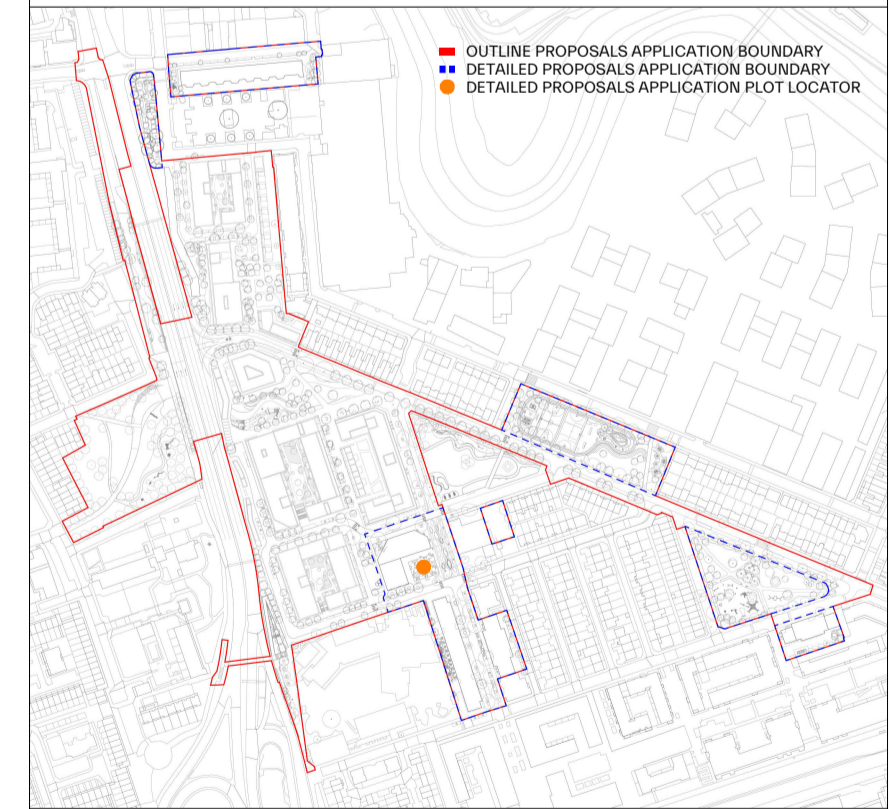 OUTLINE PROPOSALS APPLICATION BOUNDARY
DETAILED PROPOSALS APPLICATION BOUNDARY
DETAILED PROPOSALS APPLICATION PLOT LOCATOR